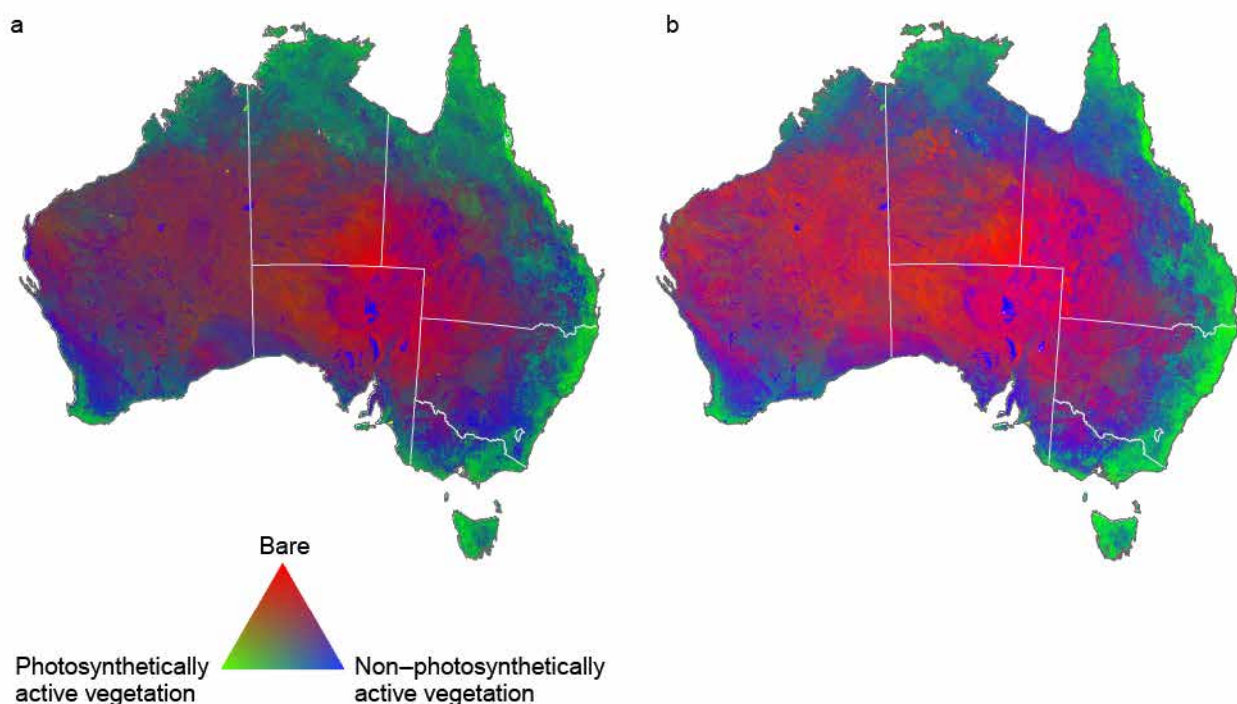 a
b
Bare
Photosynthetically
active vegetation
Non–photosynthetically
active vegetation